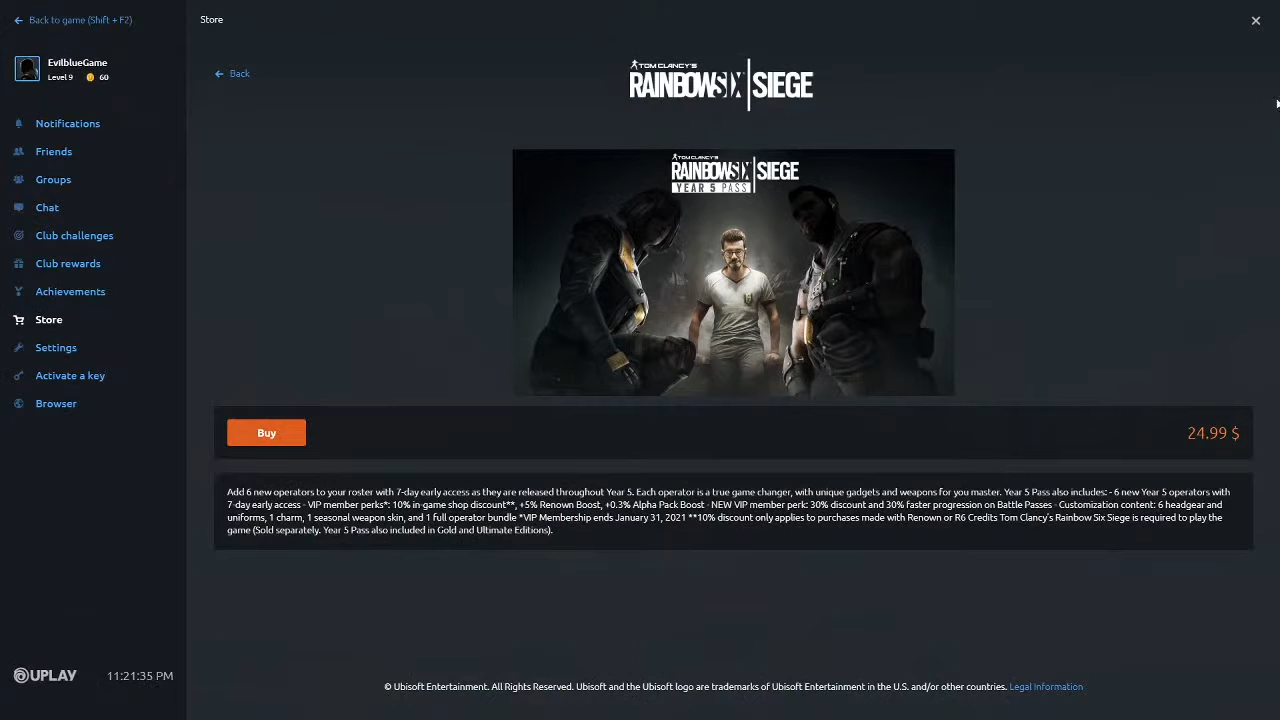 Back to game (Shift + F2)
Store
EvilblueGame
Level 9
60
Back
TOM CLANCY'S
RAINBOWSIX|SIEGE
Notifications
Friends
Groups
Chat
Club challenges
Club rewards
Achievements
Store
Settings
Activate a key
Browser
TOM CLANCY'S
RAINBOWSIX|SIEGE
YEAR 5 PASS
Buy
24.99 $
Add 6 new operators to your roster with 7-day early access as they are released throughout Year 5. Each operator is a true game changer, with unique gadgets and weapons for you master. Year 5 Pass also includes: - 6 new Year 5 operators with
7-day early access - VIP member perks*: 10% in-game shop discount**, +5% Renown Boost, +0.3% Alpha Pack Boost - NEW VIP member perk: 30% discount and 30% faster progression on Battle Passes - Customization content: 6 headgear and
uniforms, 1 charm, 1 seasonal weapon skin, and 1 full operator bundle *VIP Membership ends January 31, 2021 **10% discount only applies to purchases made with Renown or R6 Credits Tom Clancy's Rainbow Six Siege is required to play the
game (Sold separately. Year 5 Pass also included in Gold and Ultimate Editions).
UPLAY
11:21:35 PM
© Ubisoft Entertainment. All Rights Reserved. Ubisoft and the Ubisoft logo are trademarks of Ubisoft Entertainment in the U.S. and/or other countries. Legal Information